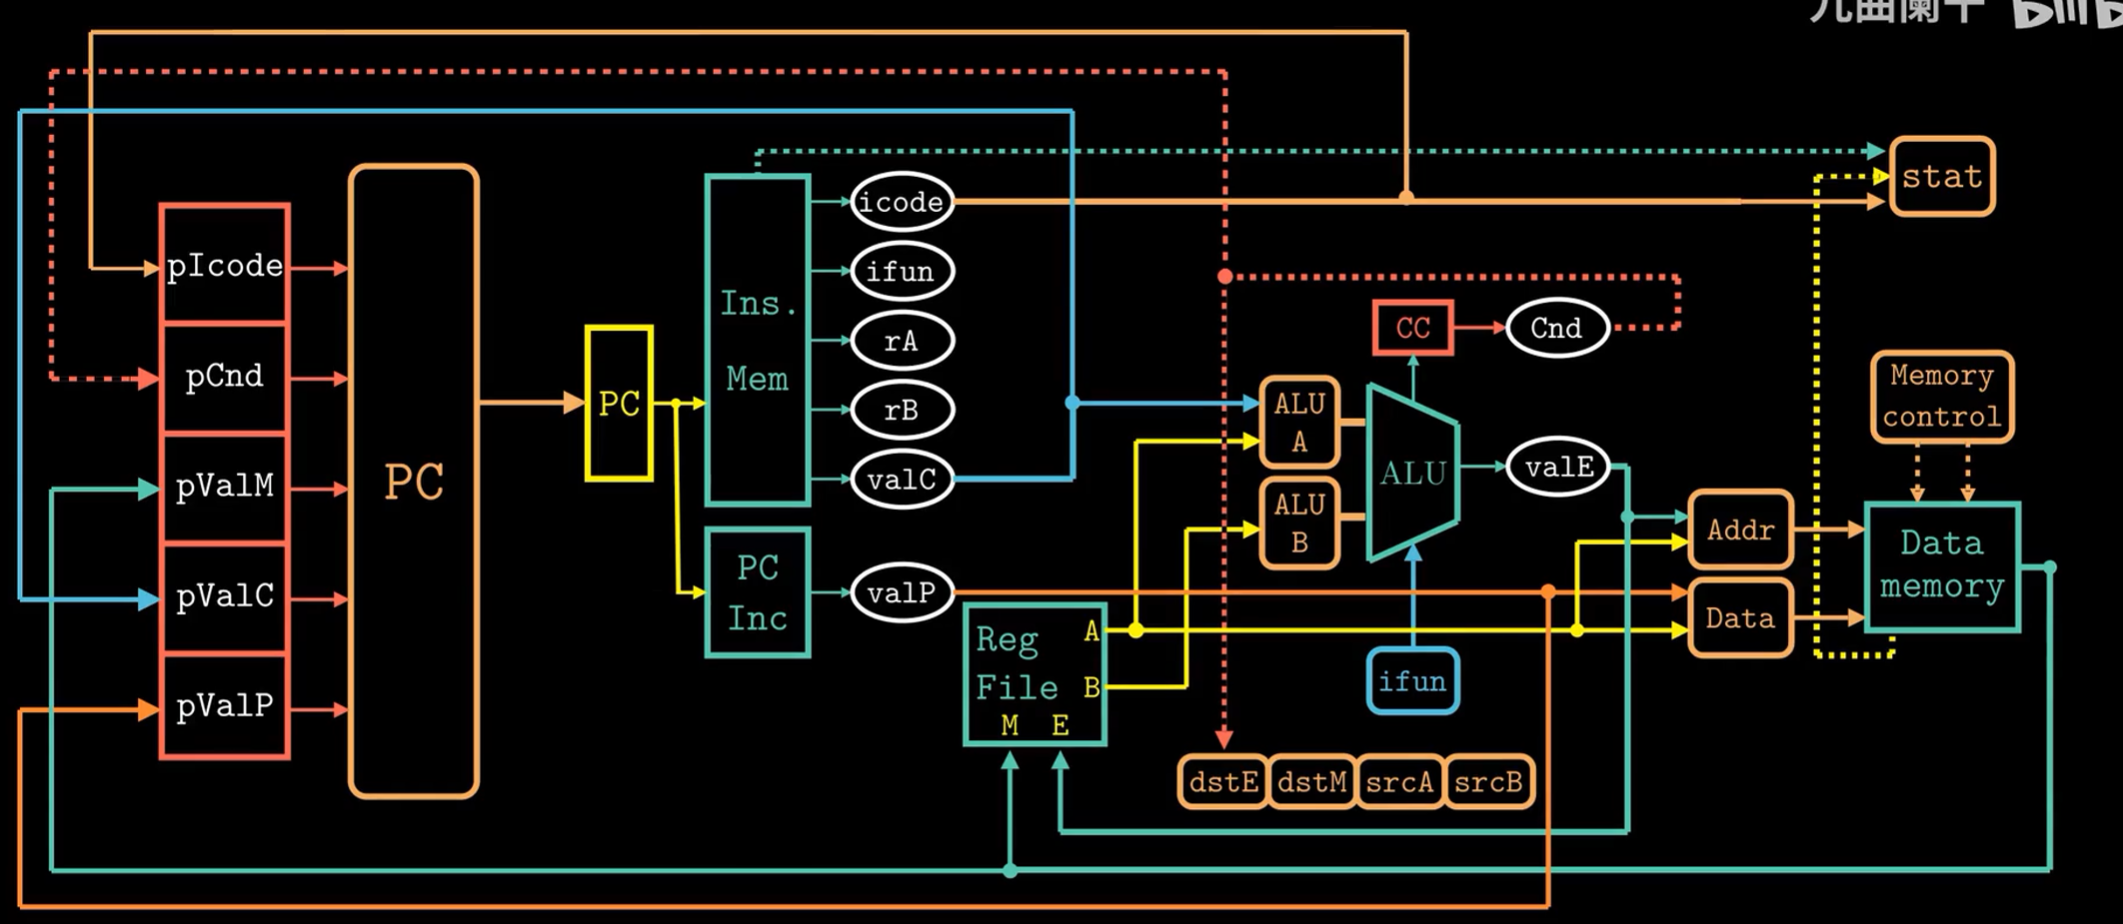 stat
icode
pIcode
ifun
Ins.
Mem
CC
Cnd
rA
pCnd
Memory
control
PC
rB
ALU
A
ALU
valE
pValM
PC
valC
ALU
B
Addr
Data
memory
pValC
PC
Inc
valP
Data
Reg
File
A
B
M E
ifun
pValP
dstE dstM srcA srcB